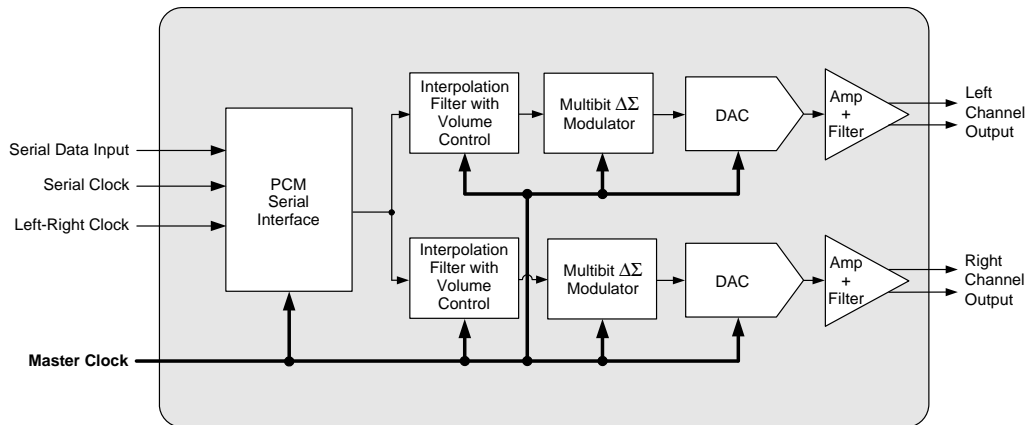 Serial Data Input
Serial Clock
Left-Right Clock
Master Clock
PCM
Serial
Interface
Interpolation
Filter with
Volume
Control
Multibit ΔΣ
Modulator
DAC
Amp
+
Filter
Left
Channel
Output
Interpolation
Filter with
Volume
Control
Multibit ΔΣ
Modulator
DAC
Amp
+
Filter
Right
Channel
Output